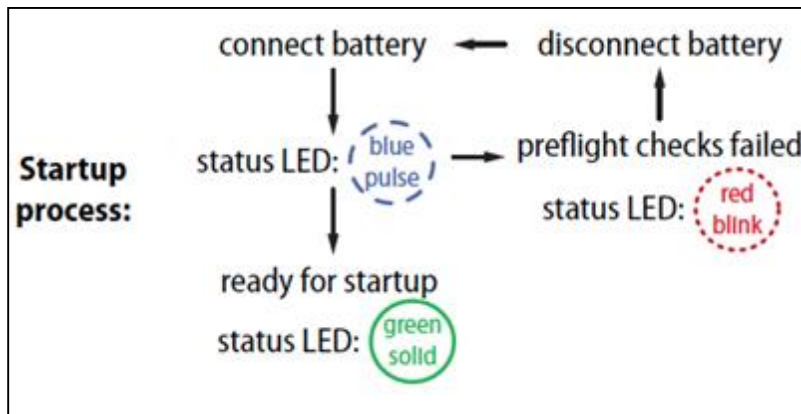 connect battery
disconnect battery
status LED: blue pulse
preflight checks failed
status LED: red blink
Startup process:
ready for startup
status LED: green solid